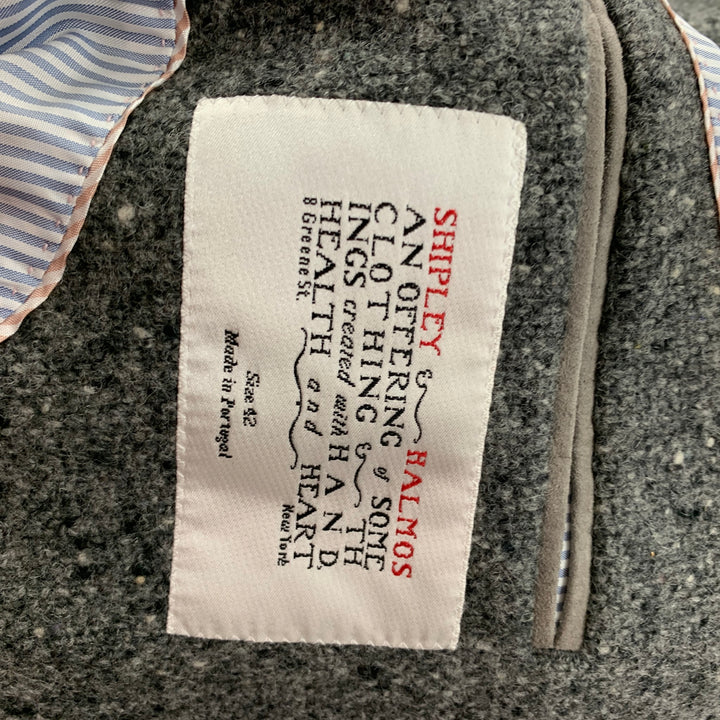 SHIPLEY & HALMOS
AN OFFERING of SOME
CLOTHING & TH
INGS created with HAND,
HEALTH and HEART
8 Greene St. New York
Size 42
Made in Portugal